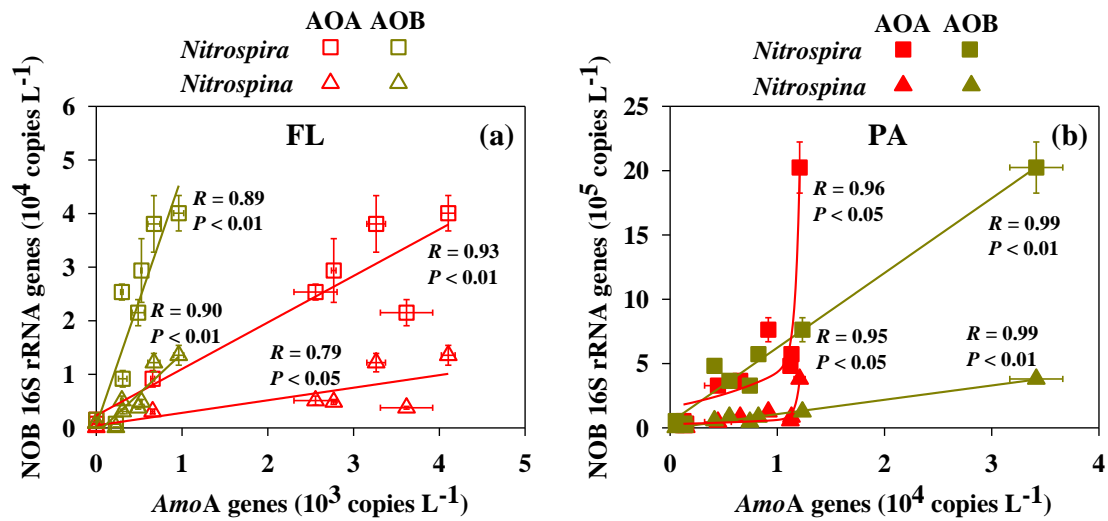 AOA AOB
Nitrospira
Nitrospina
NOB 16S rRNA genes (10⁴ copies L⁻¹)
6
5
4
3
2
1
0
FL
(a)
R = 0.89
P < 0.01
R = 0.93
P < 0.01
R = 0.90
P < 0.01
R = 0.79
P < 0.05
0 1 2 3 4 5
AmoA genes (10³ copies L⁻¹)
AOA AOB
Nitrospira
Nitrospina
NOB 16S rRNA genes (10⁵ copies L⁻¹)
25
20
15
10
5
0
PA
(b)
R = 0.96
P < 0.05
R = 0.99
P < 0.01
R = 0.95
P < 0.05
R = 0.99
P < 0.01
0 1 2 3 4
AmoA genes (10⁴ copies L⁻¹)